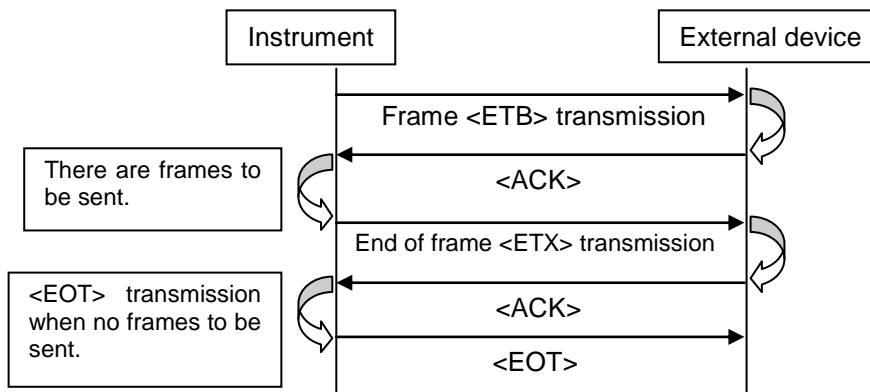 Instrument
External device
Frame <ETB> transmission
There are frames to
be sent.
<ACK>
End of frame <ETX> transmission
<EOT> transmission
when no frames to be
sent.
<ACK>
<EOT>